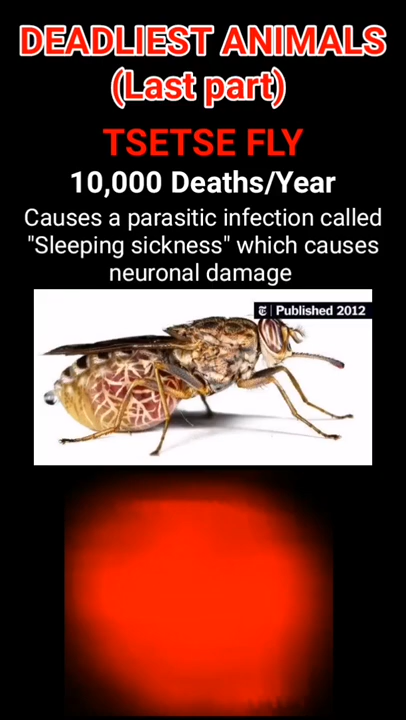 DEADLIEST ANIMALS
(Last part)
TSETSE FLY
10,000 Deaths/Year
Causes a parasitic infection called
"Sleeping sickness" which causes
neuronal damage
T | Published 2012